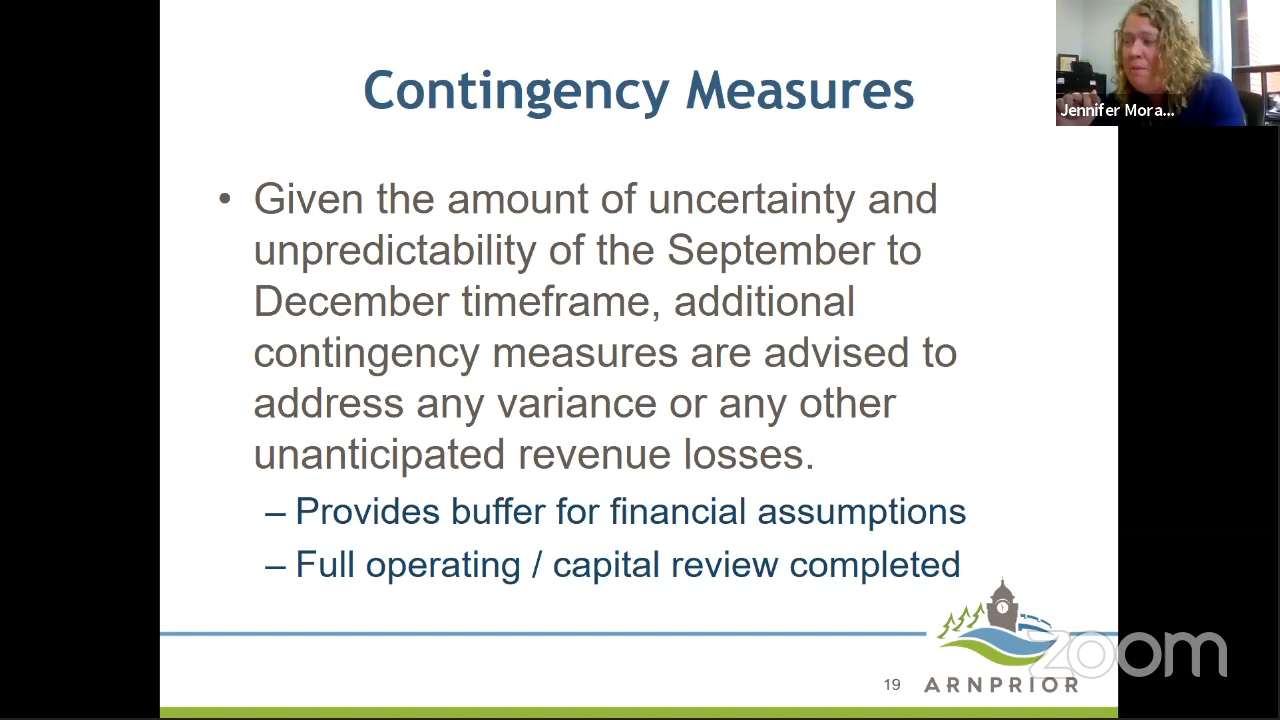 Contingency Measures
Jennifer Mora...
• Given the amount of uncertainty and
unpredictability of the September to
December timeframe, additional
contingency measures are advised to
address any variance or any other
unanticipated revenue losses.
– Provides buffer for financial assumptions
– Full operating / capital review completed
zoom
19 ARNPRIOR